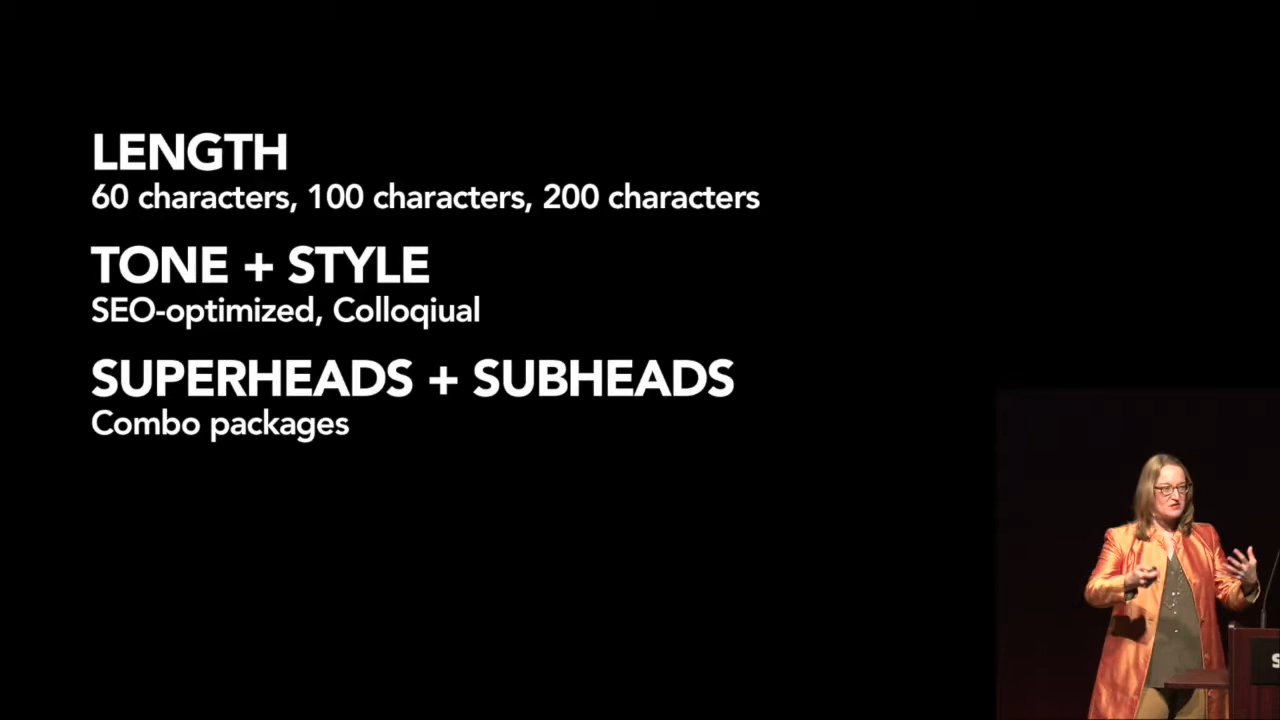 LENGTH
60 characters, 100 characters, 200 characters
TONE + STYLE
SEO-optimized, Colloqiual
SUPERHEADS + SUBHEADS
Combo packages
S